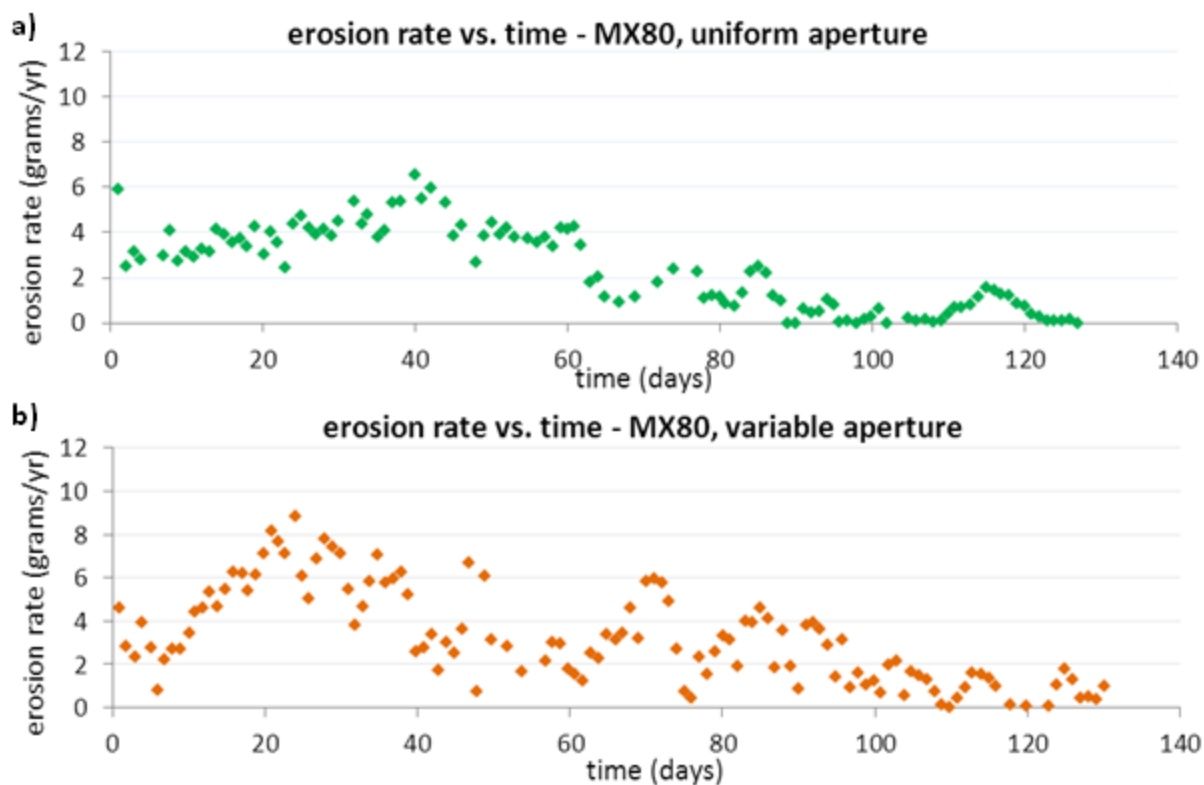 a)
erosion rate vs. time - MX80, uniform aperture
erosion rate (grams/yr)
12
10
8
6
4
2
0
0 20 40 60 80 100 120 140
time (days)
b)
erosion rate vs. time - MX80, variable aperture
erosion rate (grams/yr)
12
10
8
6
4
2
0
0 20 40 60 80 100 120 140
time (days)